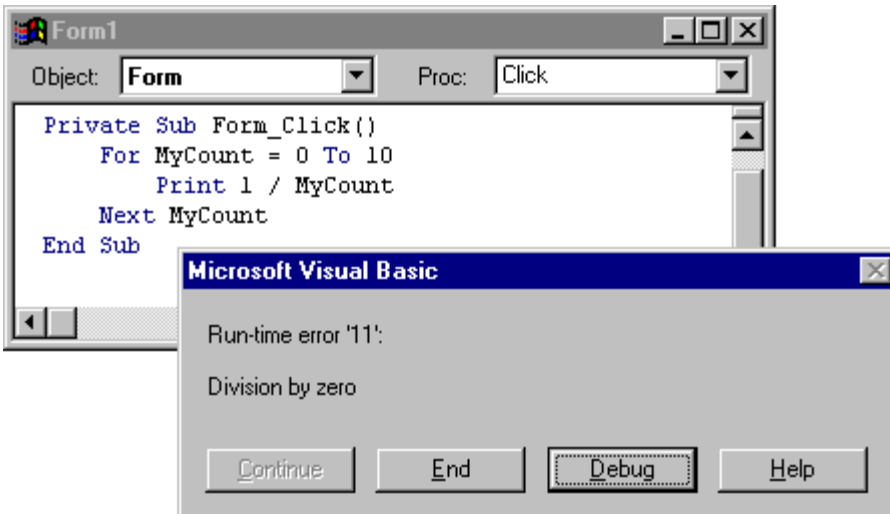 Form1
Object: Form Proc: Click
Private Sub Form_Click()
For MyCount = 0 To 10
Print 1 / MyCount
Next MyCount
End Sub
Microsoft Visual Basic
Run-time error '11':
Division by zero
Continue End Debug Help